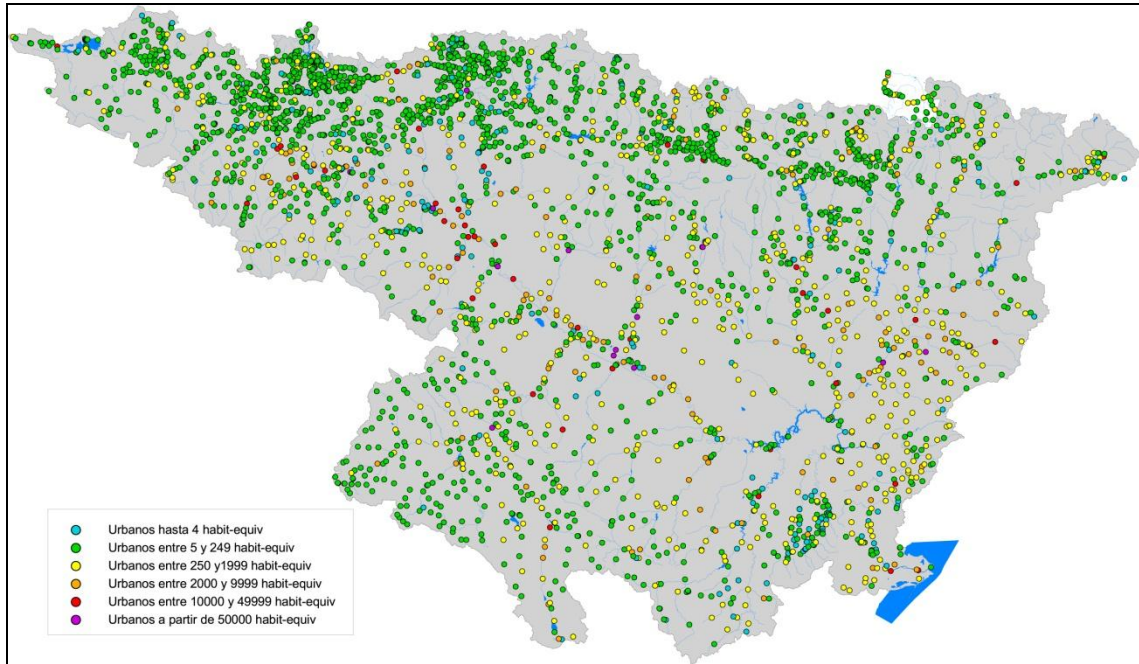 Urbanos hasta 4 habit-equiv
Urbanos entre 5 y 249 habit-equiv
Urbanos entre 250 y1999 habit-equiv
Urbanos entre 2000 y 9999 habit-equiv
Urbanos entre 10000 y 49999 habit-equiv
Urbanos a partir de 50000 habit-equiv